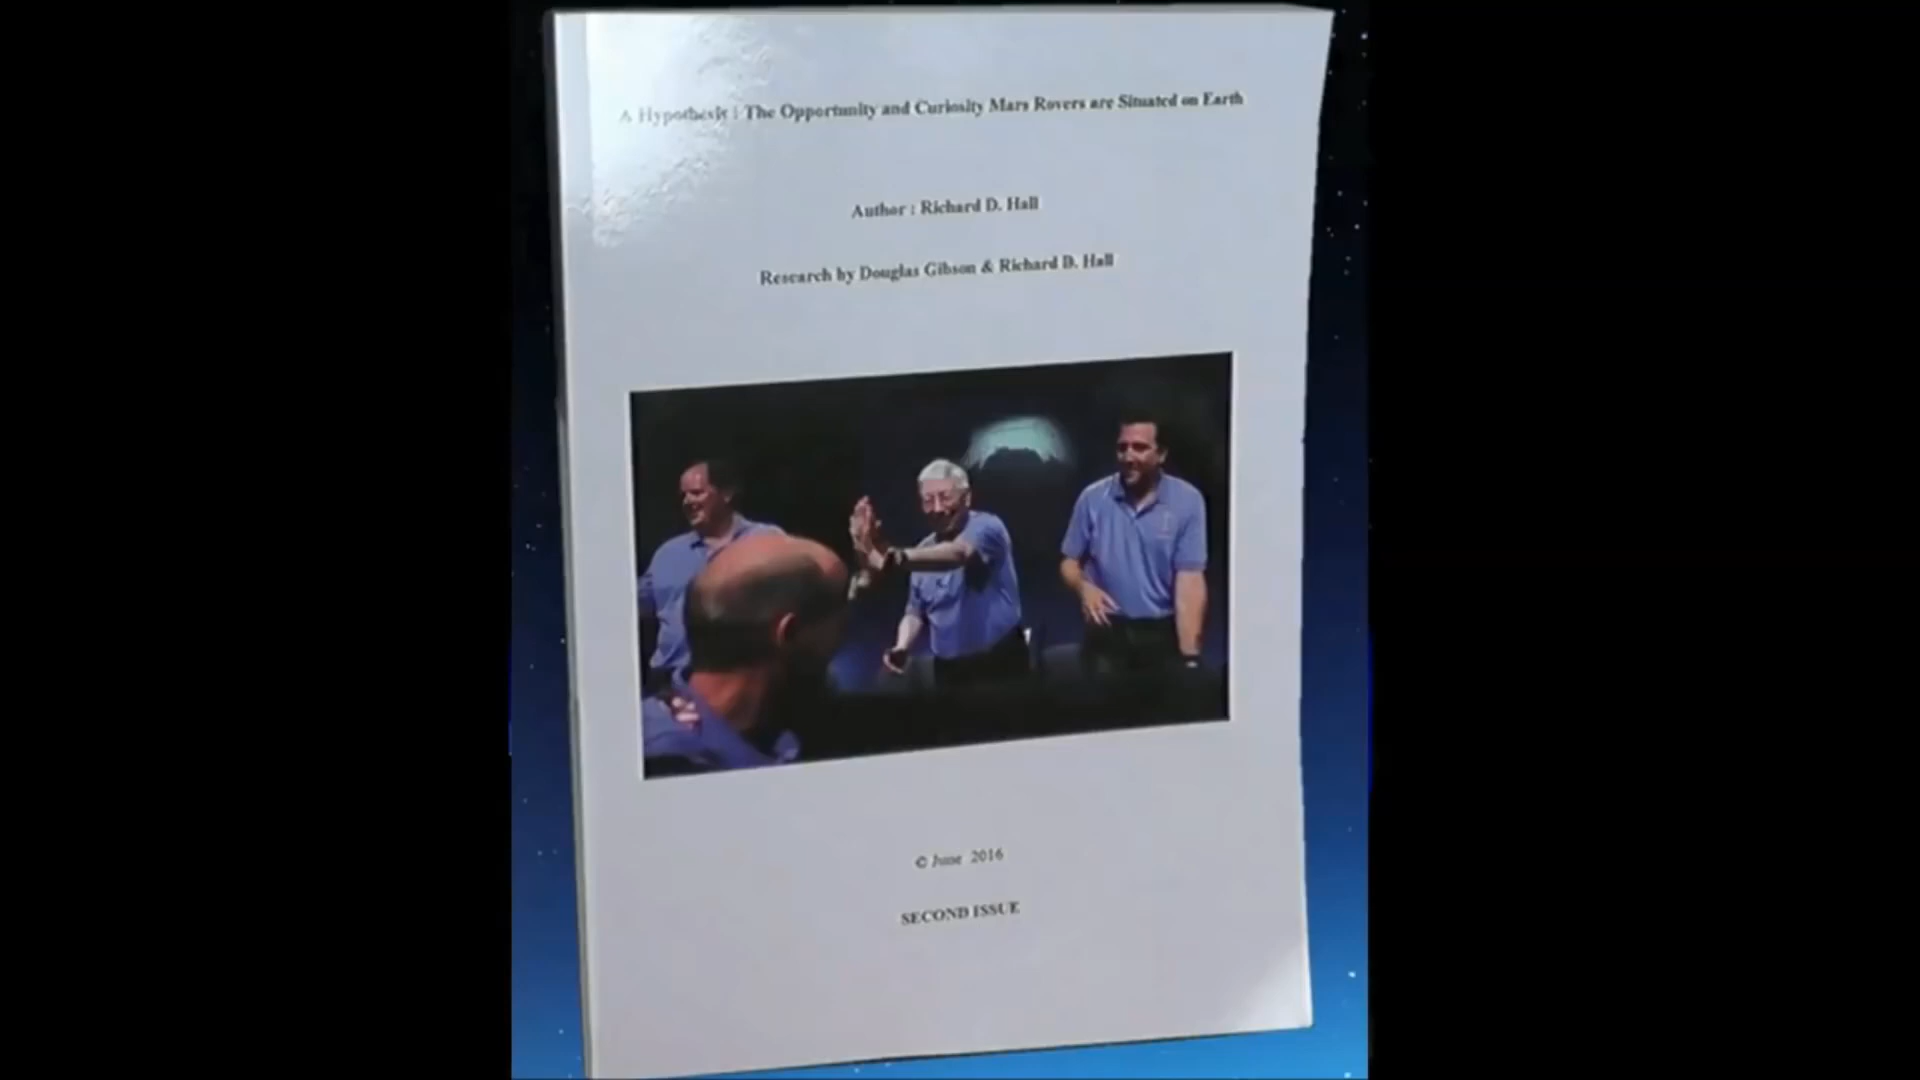 A Hypothesis : The Opportunity and Curiosity Mars Rovers are Situated on Earth
Author : Richard D. Hall
Research by Douglas Gibson & Richard D. Hall
© June 2016
SECOND ISSUE